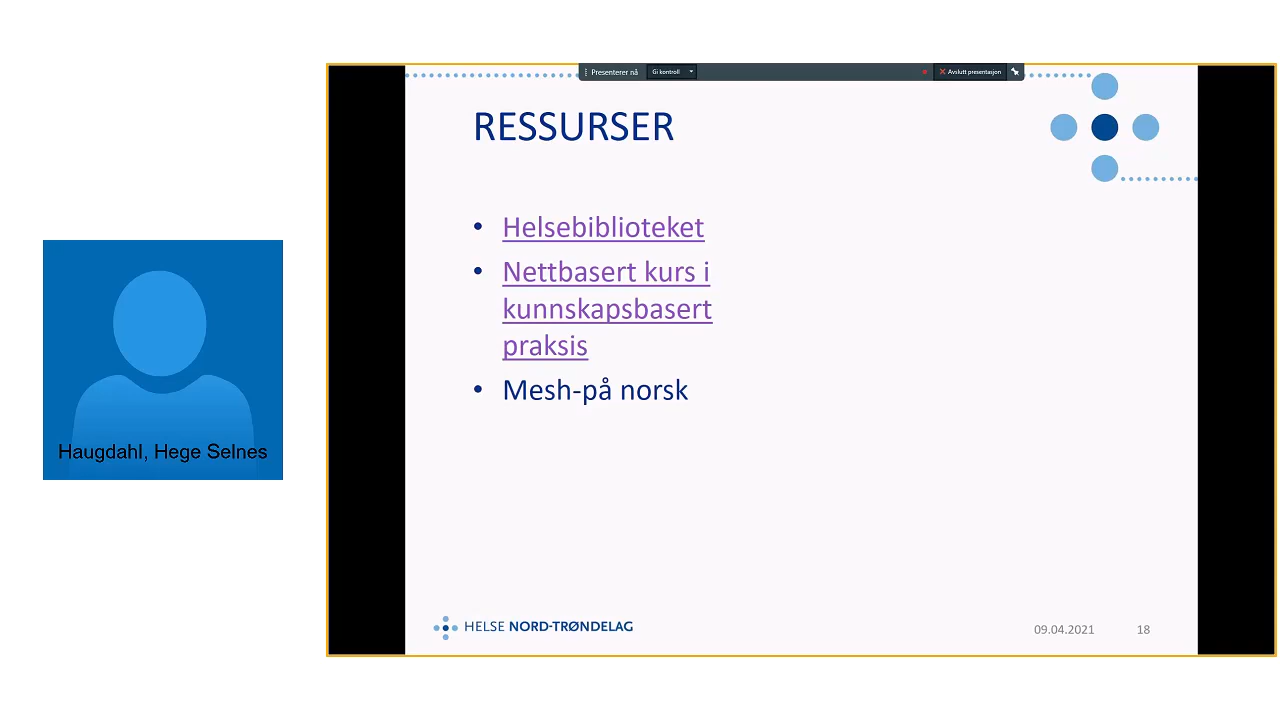 Presenterer nå
Gi kontroll
Avslutt presentasjon
RESSURSER
• Helsebiblioteket
• Nettbasert kurs i
kunnskapsbasert
praksis
• Mesh-på norsk
Haugdahl, Hege Selnes
HELSE NORD-TRØNDELAG
09.04.2021
18